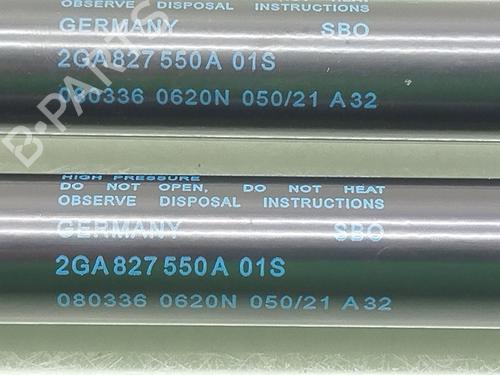 OBSERVE DISPOSAL INSTRUCTIONS
GERMANY SBO
2GA827550A 01S
080336 0620N 050/21 A32
HIGH PRESSURE
DO NOT OPEN, DO NOT HEAT
OBSERVE DISPOSAL INSTRUCTIONS
GERMANY SBO
2GA827550A 01S
080336 0620N 050/21 A32
B-PARTS